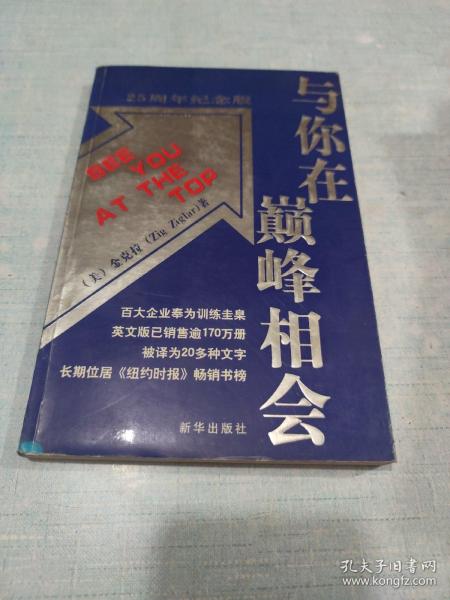 25周年纪念版
与你在
巅峰相会
SEE YOU
AT THE
TOP
(美)金克拉(Zig Ziglar)著
百大企业奉为训练圭臬
英文版已销售逾170万册
被译为20多种文字
长期位居《纽约时报》畅销书榜
新华出版社
孔夫子旧书网
www.kongfz.com